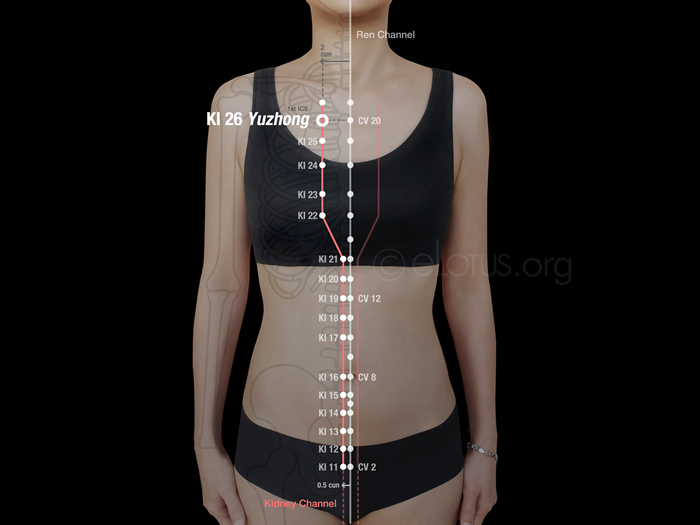 Ren Channel
2
cun
1st ICS
KI 26 Yuzhong
CV 20
KI 25
KI 24
KI 23
KI 22
KI 21
© eLotus.org
KI 20
KI 19
CV 12
KI 18
KI 17
KI 16
CV 8
KI 15
KI 14
KI 13
KI 12
KI 11
CV 2
0.5 cun
Kidney Channel